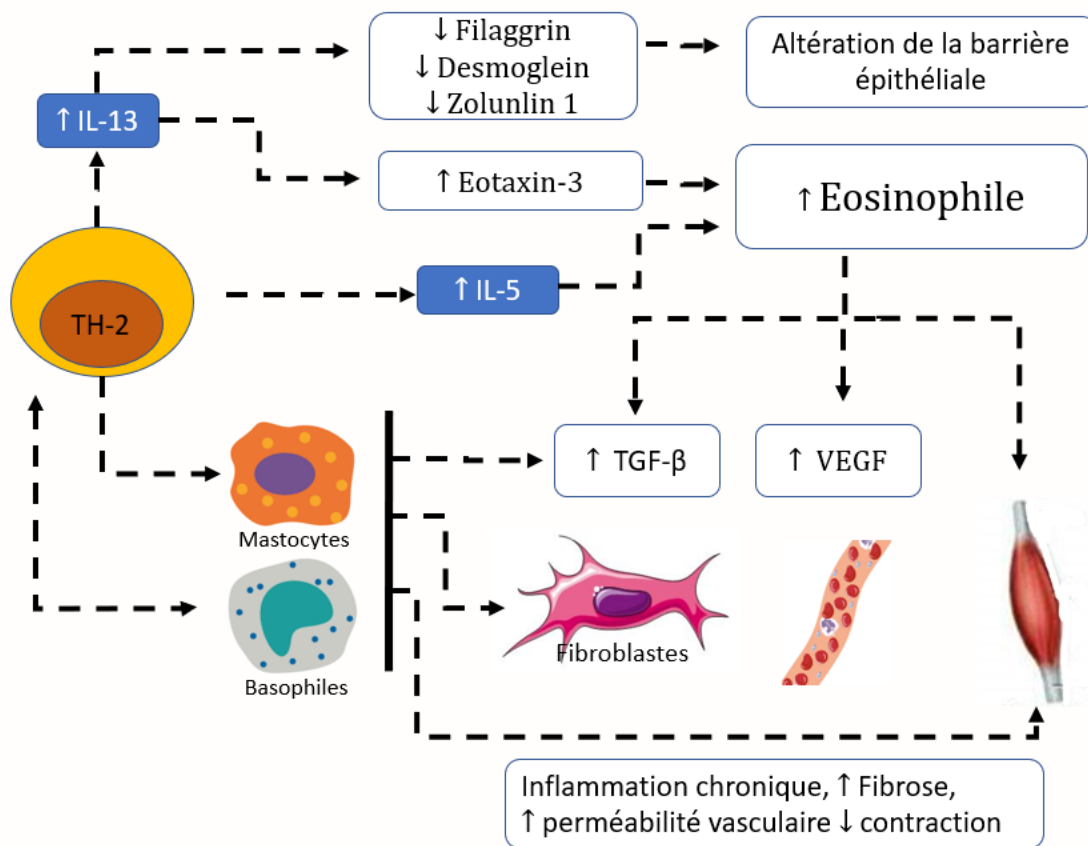 ↓ Filaggrin
↓ Desmoglein
↓ Zolunlin 1
Altération de la barrière
épithéliale
↑ IL-13
↑ Eotaxin-3
↑ Eosinophile
↑ IL-5
TH-2
↑ TGF-β
↑ VEGF
Mastocytes
Fibroblastes
Basophiles
Inflammation chronique, ↑ Fibrose,
↑ perméabilité vasculaire ↓ contraction